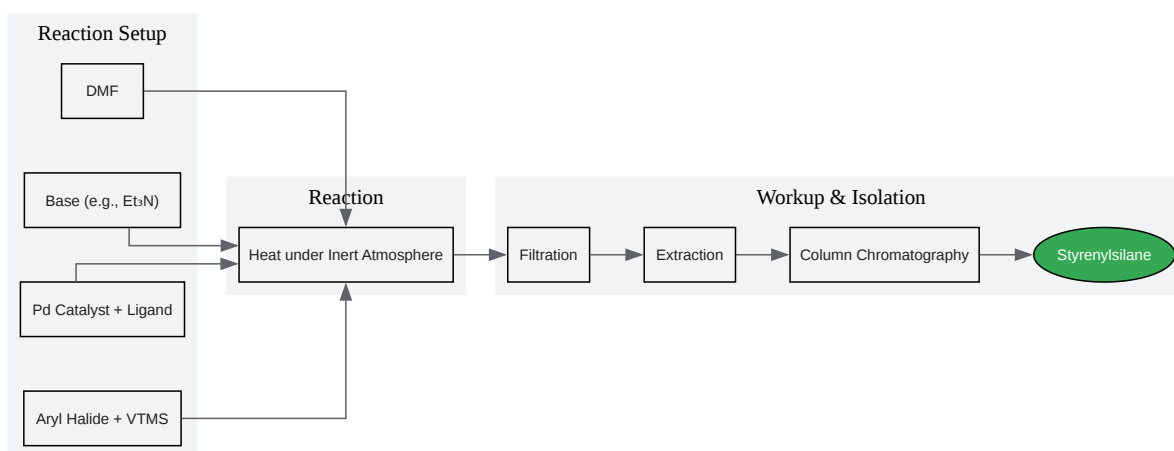 Reaction Setup
DMF
Base (e.g., Et₃N)
Pd Catalyst + Ligand
Aryl Halide + VTMS
Reaction
Heat under Inert Atmosphere
Workup & Isolation
Filtration
Extraction
Column Chromatography
Styrenylsilane